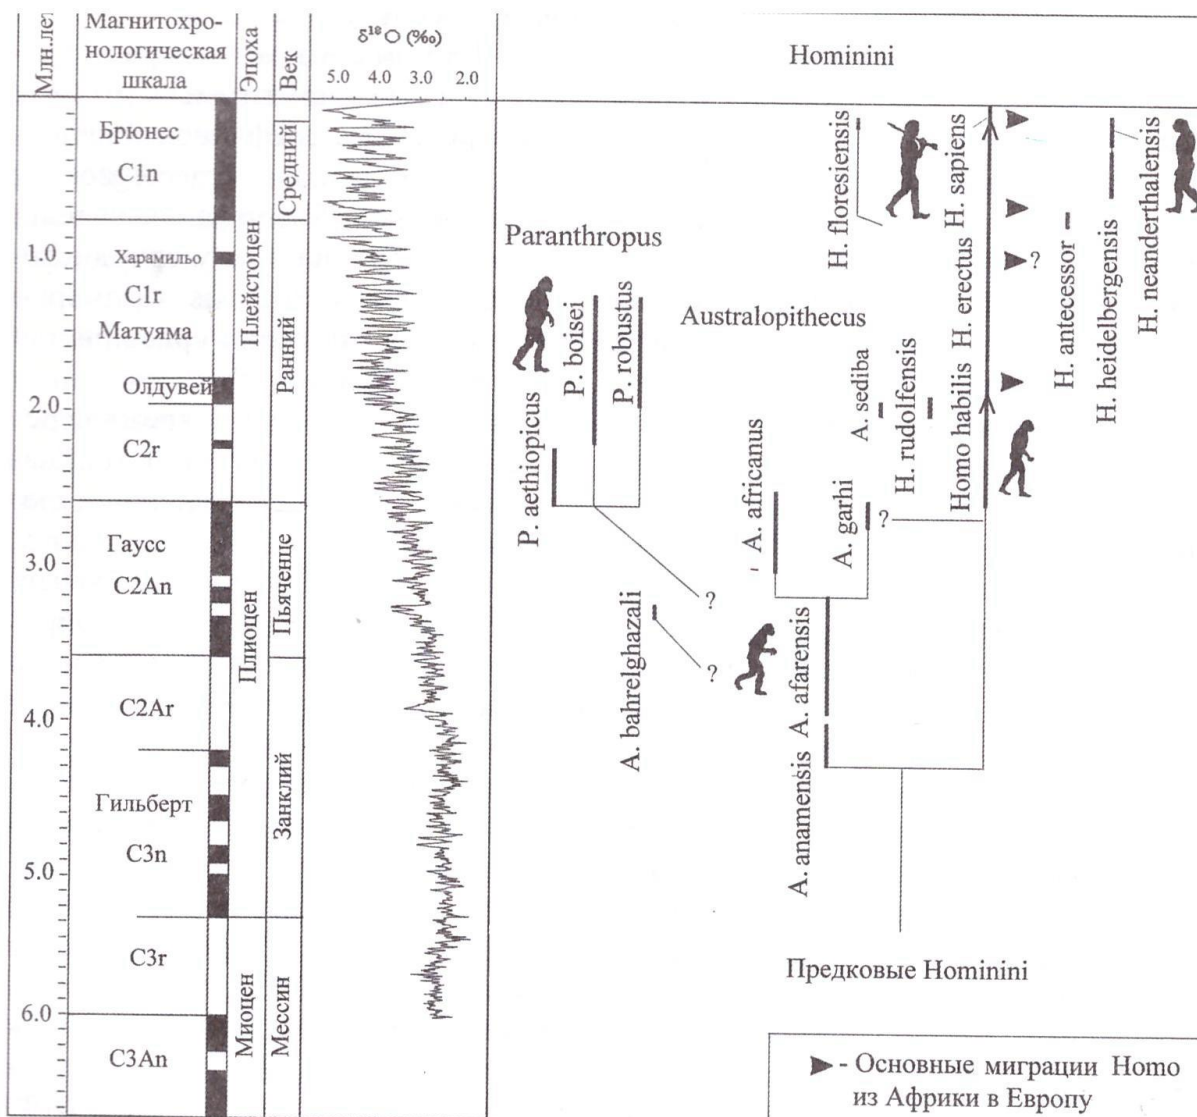 Млн.лет
Магнитохро-
нологическая
шкала
Эпоха
Век
δ¹⁸ O (‰)
5.0 4.0 3.0 2.0
Hominini
1.0
2.0
3.0
4.0
5.0
6.0
Брюнес
C1n
Харамильо
C1r
Матуяма
Олдувей
C2r
Гаусс
C2An
C2Ar
Гильберт
C3n
C3r
C3An
Плейстоцен
Плиоцен
Миоцен
Средний
Ранний
Пьяченце
Занклий
Мессин
Paranthropus
P. aethiopicus
P. boisei
P. robustus
Australopithecus
A. bahrelghazali
?
?
A. africanus
A. garhi
?
A. sediba
A. afarensis
A. anamensis
H. rudolfensis
H. floresiensis
H. sapiens
H. erectus
Homo habilis
?
H. antecessor
H. heidelbergensis
H. neanderthalensis
Предковые Hominini
- Основные миграции Homo
из Африки в Европу